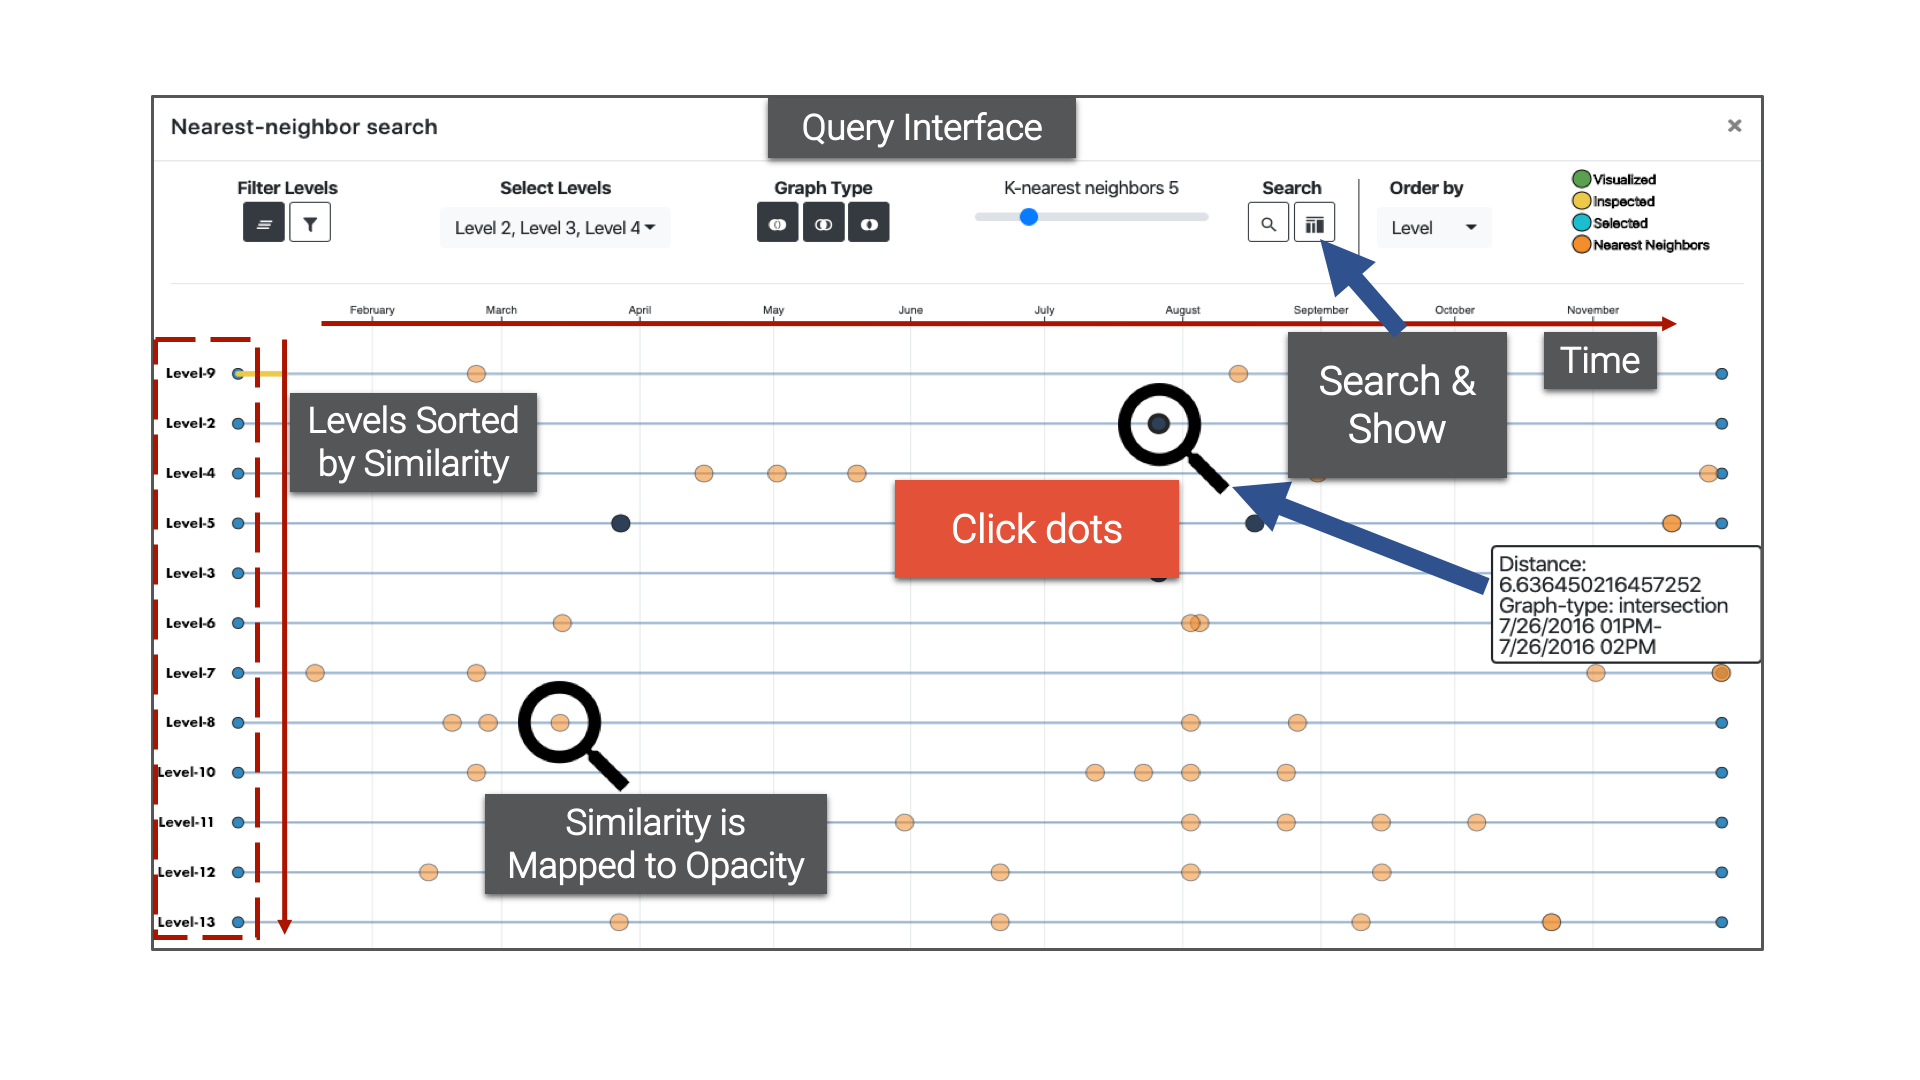 Nearest-neighbor search
Query Interface
×
Filter Levels
Select Levels
Graph Type
K-nearest neighbors 5
Search
Order by
Level 2, Level 3, Level 4
Level
Visualized
Inspected
Selected
Nearest Neighbors
February March April May June July August September October November
Time
Search &
Show
Levels Sorted
by Similarity
Click dots
Distance:
6.636450216457252
Graph-type: intersection
7/26/2016 01PM-
7/26/2016 02PM
Similarity is
Mapped to Opacity
Level-9
Level-2
Level-4
Level-5
Level-3
Level-6
Level-7
Level-8
Level-10
Level-11
Level-12
Level-13